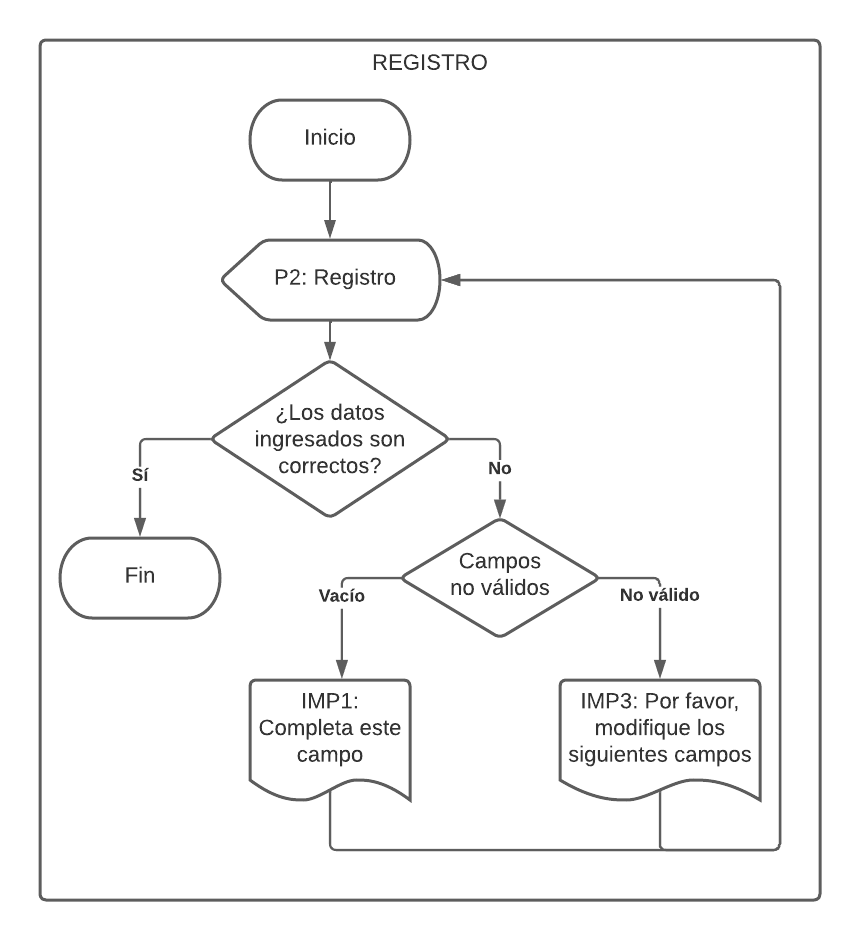 REGISTRO
Inicio
P2: Registro
¿Los datos
ingresados son
correctos?
Sí
No
Fin
Campos
no válidos
Vacío
No válido
IMP1:
Completa este
campo
IMP3: Por favor,
modifique los
siguientes campos